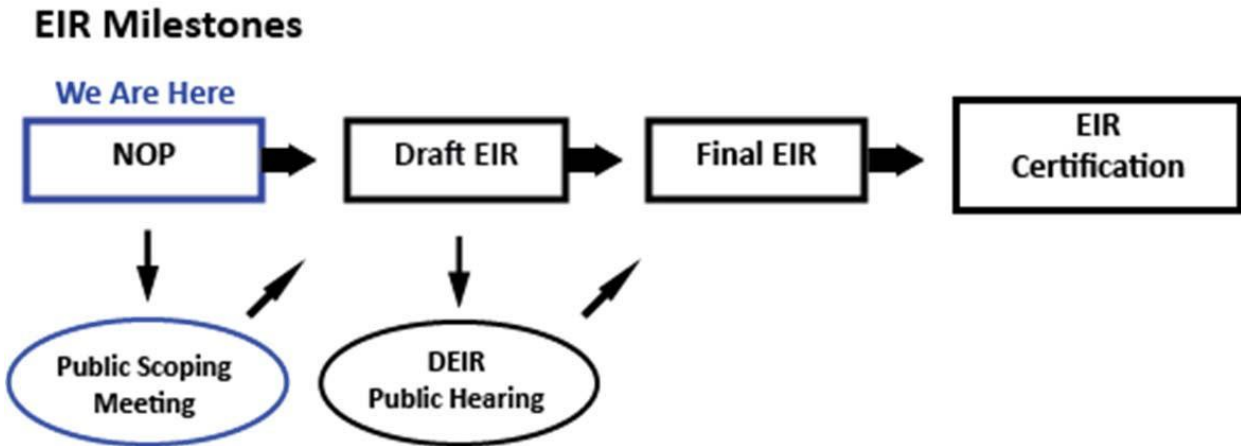 EIR Milestones
We Are Here
NOP
Draft EIR
Final EIR
EIR
Certification
Public Scoping
Meeting
DEIR
Public Hearing